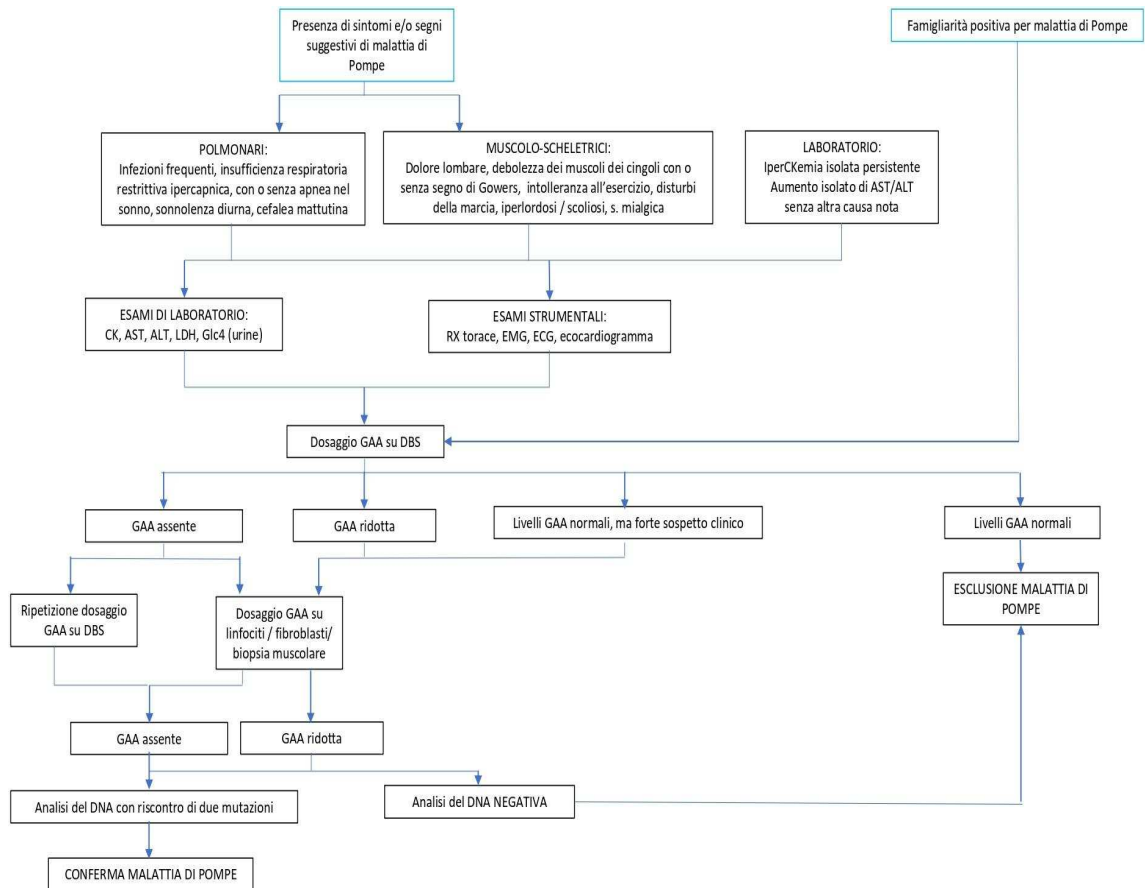 Presenza di sintomi e/o segni
suggestivi di malattia di
Pompe
Famigliarità positiva per malattia di Pompe
POLMONARI:
Infezioni frequenti, insufficienza respiratoria
restrittiva ipercapnica, con o senza apnea nel
sonno, sonnolenza diurna, cefalea mattutina
MUSCOLO-SCHELETRICI:
Dolore lombare, debolezza dei muscoli dei cingoli con o
senza segno di Gowers, intolleranza all'esercizio, disturbi
della marcia, iperlordosi / scoliosi, s. mialgica
LABORATORIO:
IperCKemia isolata persistente
Aumento isolato di AST/ALT
senza altra causa nota
ESAMI DI LABORATORIO:
CK, AST, ALT, LDH, Glc4 (urine)
ESAMI STRUMENTALI:
RX torace, EMG, ECG, ecocardiogramma
Dosaggio GAA su DBS
GAA assente
GAA ridotta
Livelli GAA normali, ma forte sospetto clinico
Livelli GAA normali
Ripetizione dosaggio
GAA su DBS
Dosaggio GAA su
linfociti / fibroblasti/
biopsia muscolare
ESCLUSIONE MALATTIA DI
POMPE
GAA assente
GAA ridotta
Analisi del DNA con riscontro di due mutazioni
Analisi del DNA NEGATIVA
CONFERMA MALATTIA DI POMPE